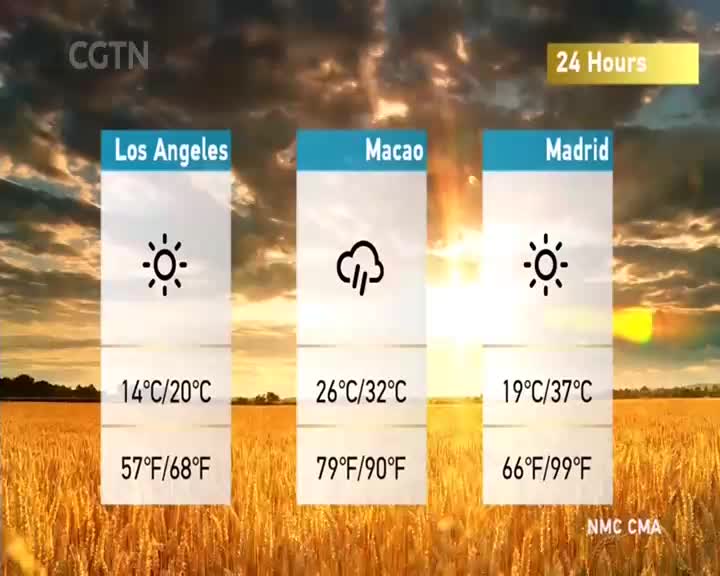 CGTN
24 Hours
Los Angeles
14°C/20°C
57°F/68°F
Macao
26°C/32°C
79°F/90°F
Madrid
19°C/37°C
66°F/99°F
NMC CMA